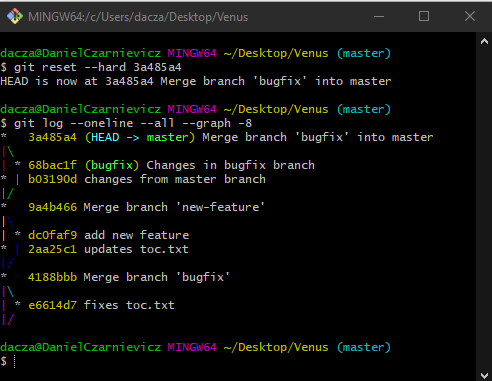 MINGW64:/c/Users/dacza/Desktop/Venus
dacza@DanielCzarnievicz MINGW64 ~/Desktop/Venus (master)
$ git reset --hard 3a485a4
HEAD is now at 3a485a4 Merge branch 'bugfix' into master
dacza@DanielCzarnievicz MINGW64 ~/Desktop/Venus (master)
$ git log --oneline --all --graph -8
*   3a485a4 (HEAD -> master) Merge branch 'bugfix' into master
|\
| * 68bac1f (bugfix) Changes in bugfix branch
* | b03190d changes from master branch
|/
*   9a4b466 Merge branch 'new-feature'
|\
| * dc0faf9 add new feature
* | 2aa25c1 updates toc.txt
|/
*   4188bbb Merge branch 'bugfix'
|\
| * e6614d7 fixes toc.txt
|/
dacza@DanielCzarnievicz MINGW64 ~/Desktop/Venus (master)
$